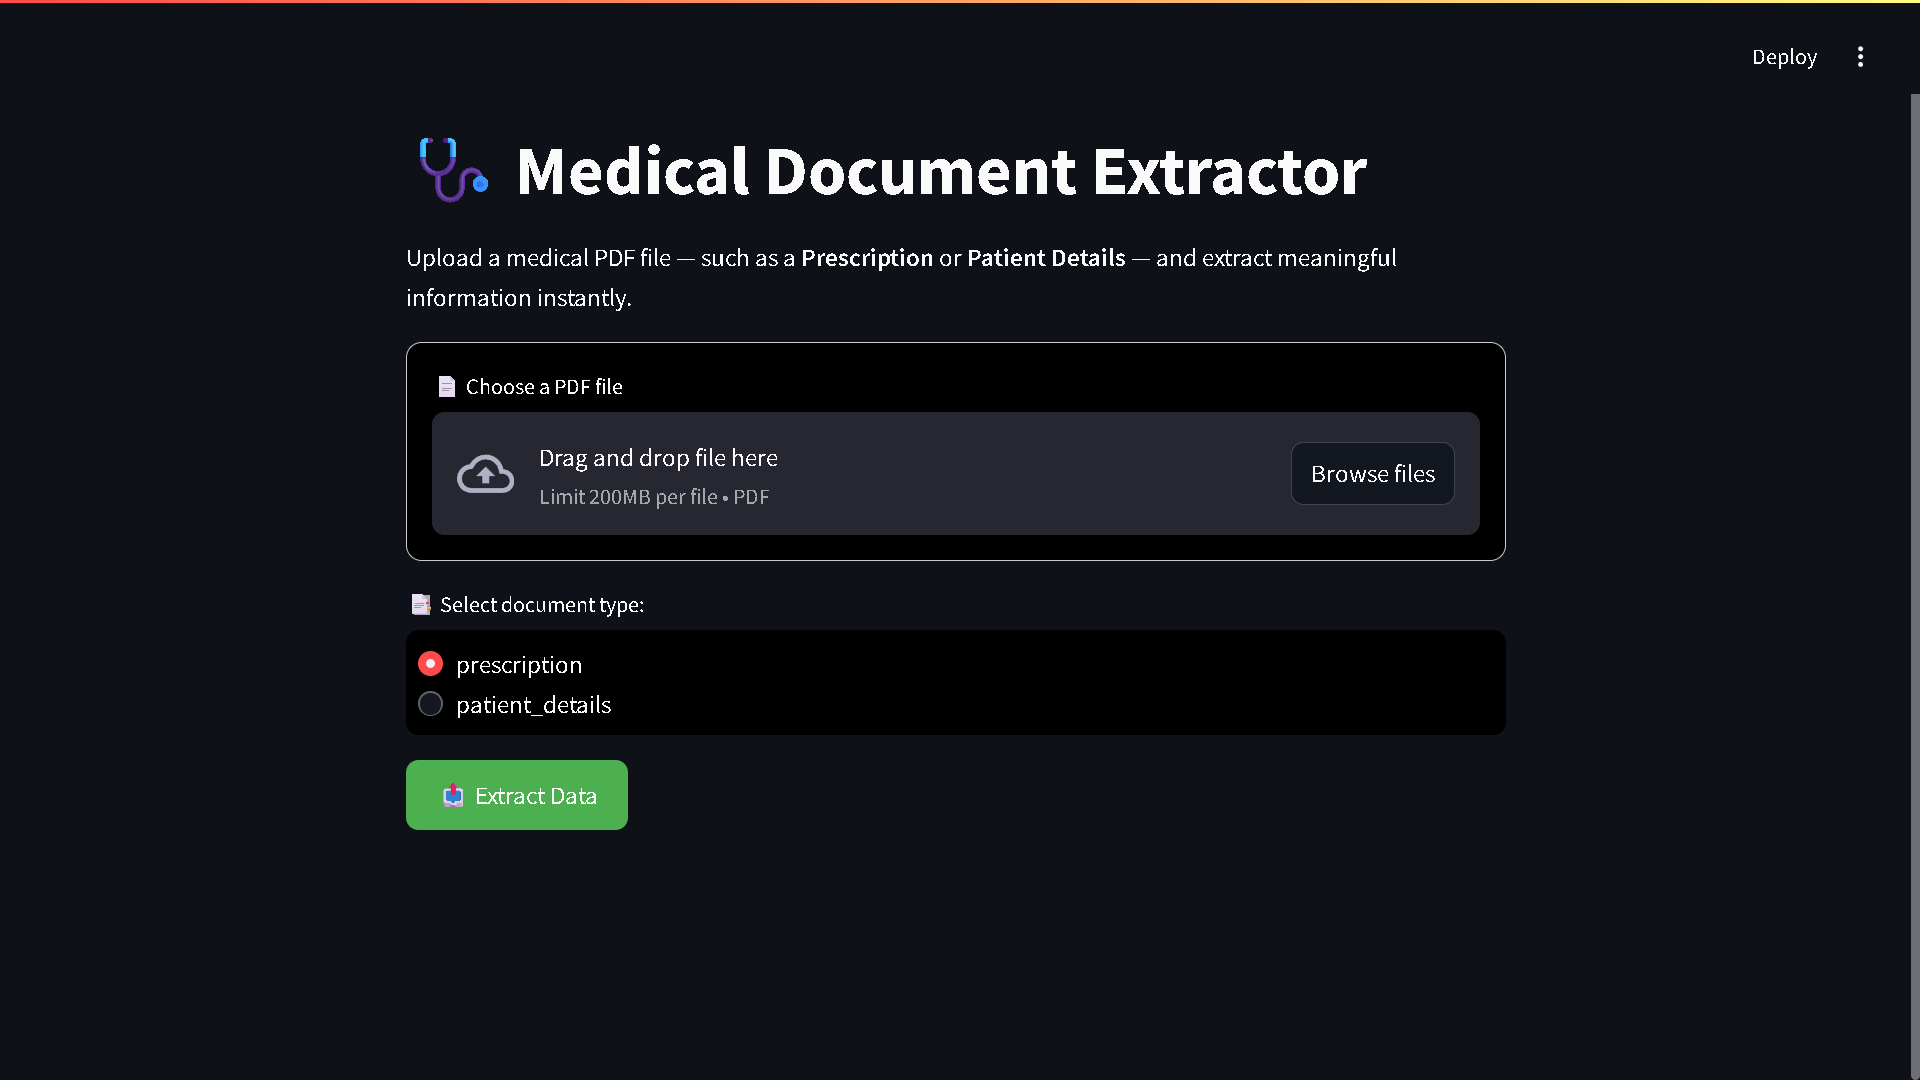 Deploy
Medical Document Extractor
Upload a medical PDF file — such as a Prescription or Patient Details — and extract meaningful
information instantly.
Choose a PDF file
Drag and drop file here
Limit 200MB per file • PDF
Browse files
Select document type:
prescription
patient_details
Extract Data